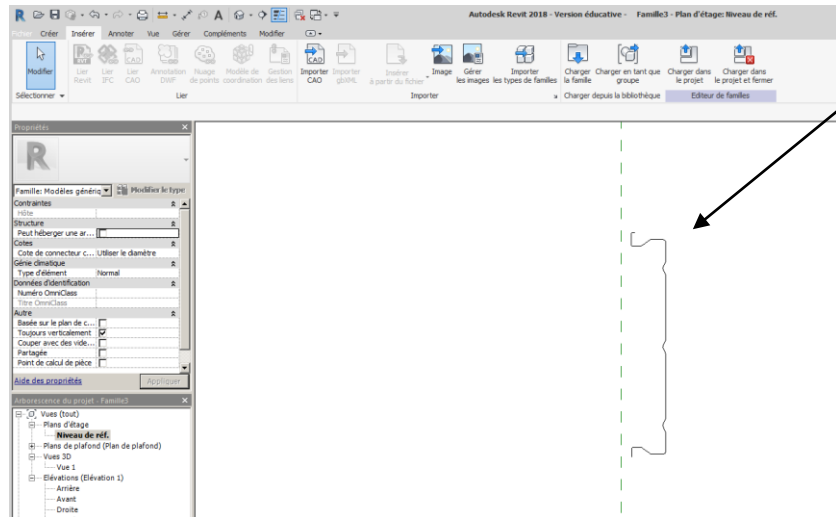 Autodesk Revit 2018 - Version éducative - Famille3 - Plan d'étage: Niveau de réf.
Fichier Créer Insérer Annoter Vue Gérer Compléments Modifier
Modifier
Lier Revit
Lier IFC
Lier CAO
Annotation DWF
Nuage de points
Modèle de coordination
Gestion des liens
Importer CAO
Importer gbXML
Insérer à partir du fichier
Image
Gérer les images
Importer les types de familles
Charger la famille
Charger en tant que groupe
Charger dans le projet
Charger dans le projet et fermer
Sélectionner
Lier
Importer
Charger depuis la bibliothèque
Editeur de familles
Propriétés
Famille: Modèles génériq
Modifier le type
Contraintes
Hôte
Structure
Peut héberger une ar...
Cotes
Cote de connecteur c... Utiliser le diamètre
Génie climatique
Type d'élément Normal
Données d'identification
Numéro OmniClass
Titre OmniClass
Autre
Basée sur le plan de c...
Toujours verticalement
Couper avec des vide...
Partagée
Point de calcul de pièce
Aide des propriétés
Appliquer
Arborescence du projet - Famille3
Vues (tout)
Plans d'étage
Niveau de réf.
Plans de plafond (Plan de plafond)
Vues 3D
Vue 1
Elévations (Elévation 1)
Arrière
Avant
Droite